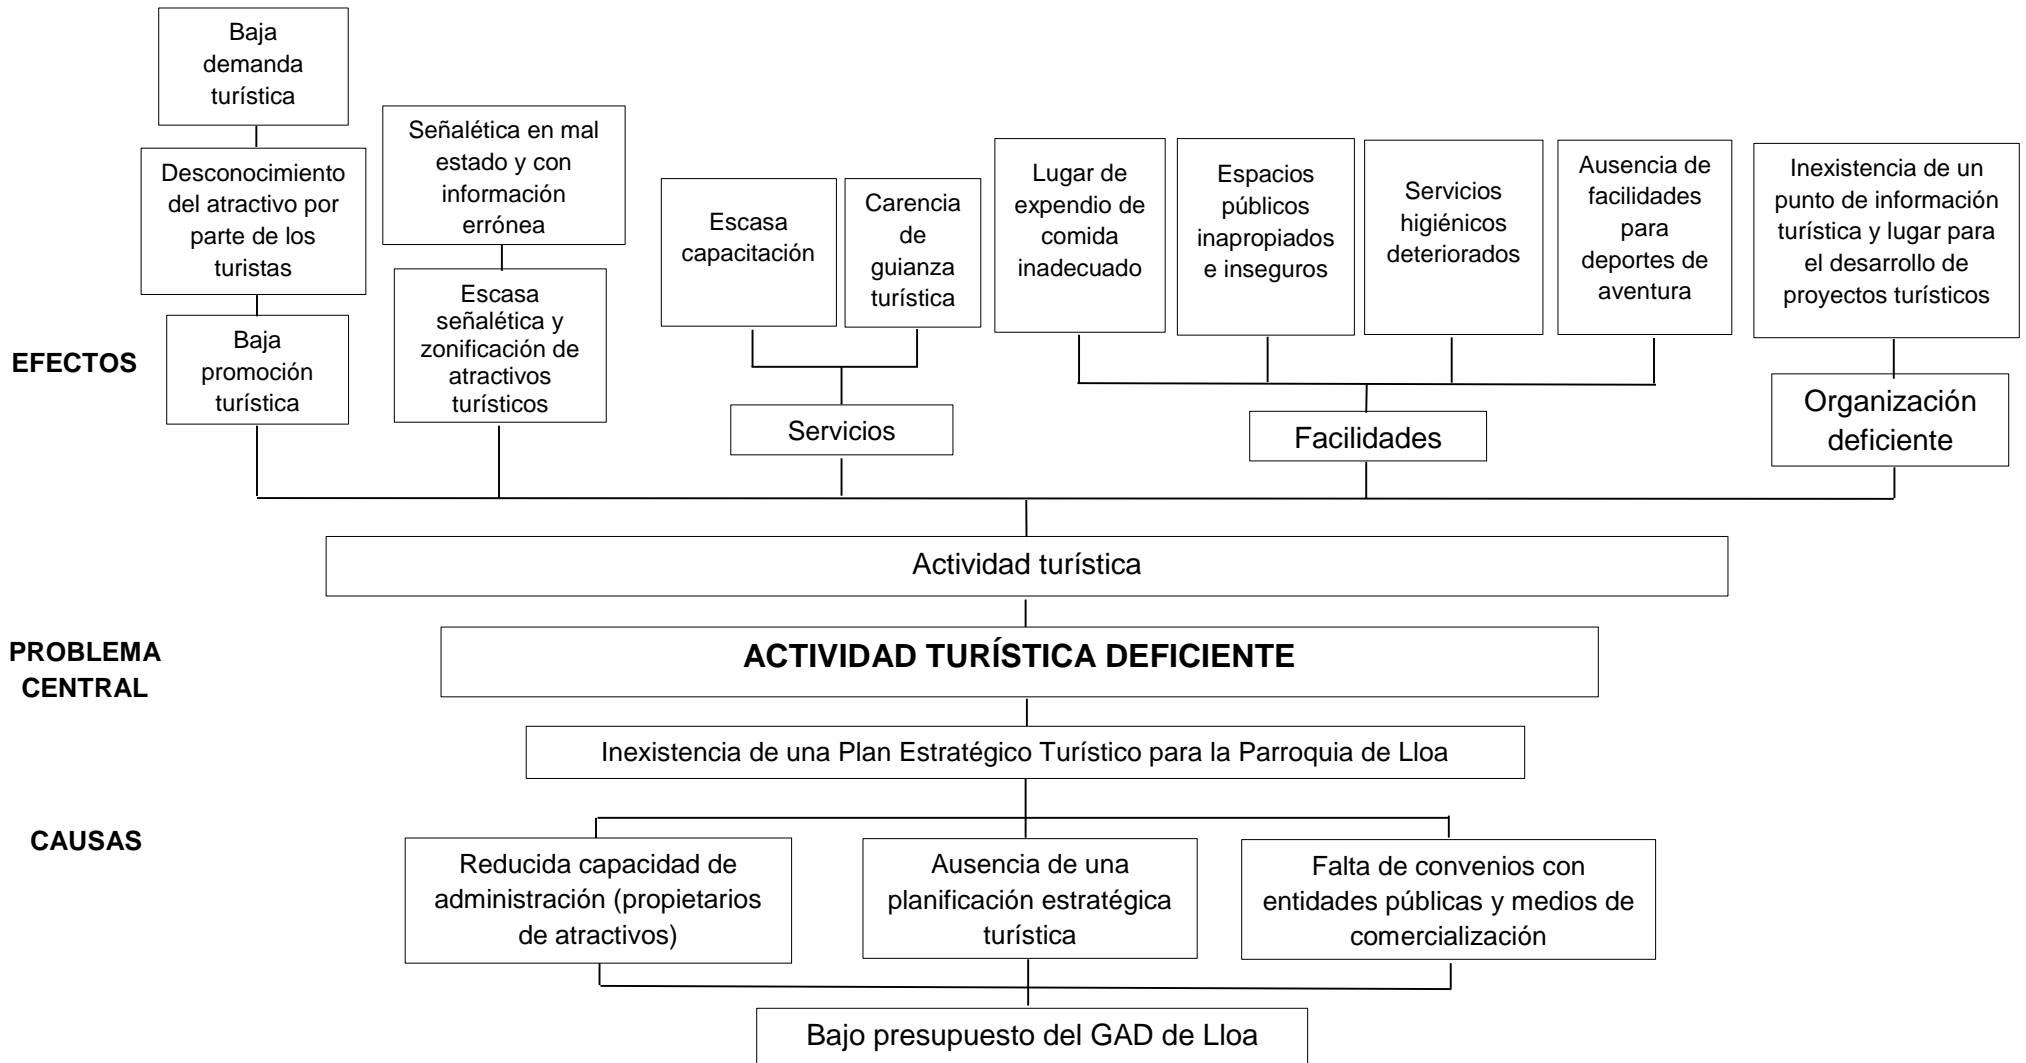 Baja
demanda
turística
Desconocimiento
del atractivo por
parte de los
turistas
Baja
promoción
turística
Señalética en mal
estado y con
información
errónea
Escasa
señalética y
zonificación de
atractivos
turísticos
Escasa
capacitación
Carencia
de
guianza
turística
Servicios
Lugar de
expendio de
comida
inadecuado
Espacios
públicos
inapropiados
e inseguros
Servicios
higiénicos
deteriorados
Ausencia de
facilidades
para
deportes de
aventura
Facilidades
Inexistencia de un
punto de información
turística y lugar para
el desarrollo de
proyectos turísticos
Organización
deficiente
EFECTOS
Actividad turística
PROBLEMA
CENTRAL
ACTIVIDAD TURÍSTICA DEFICIENTE
Inexistencia de una Plan Estratégico Turístico para la Parroquia de Lloa
CAUSAS
Reducida capacidad de
administración (propietarios
de atractivos)
Ausencia de una
planificación estratégica
turística
Falta de convenios con
entidades públicas y medios de
comercialización
Bajo presupuesto del GAD de Lloa